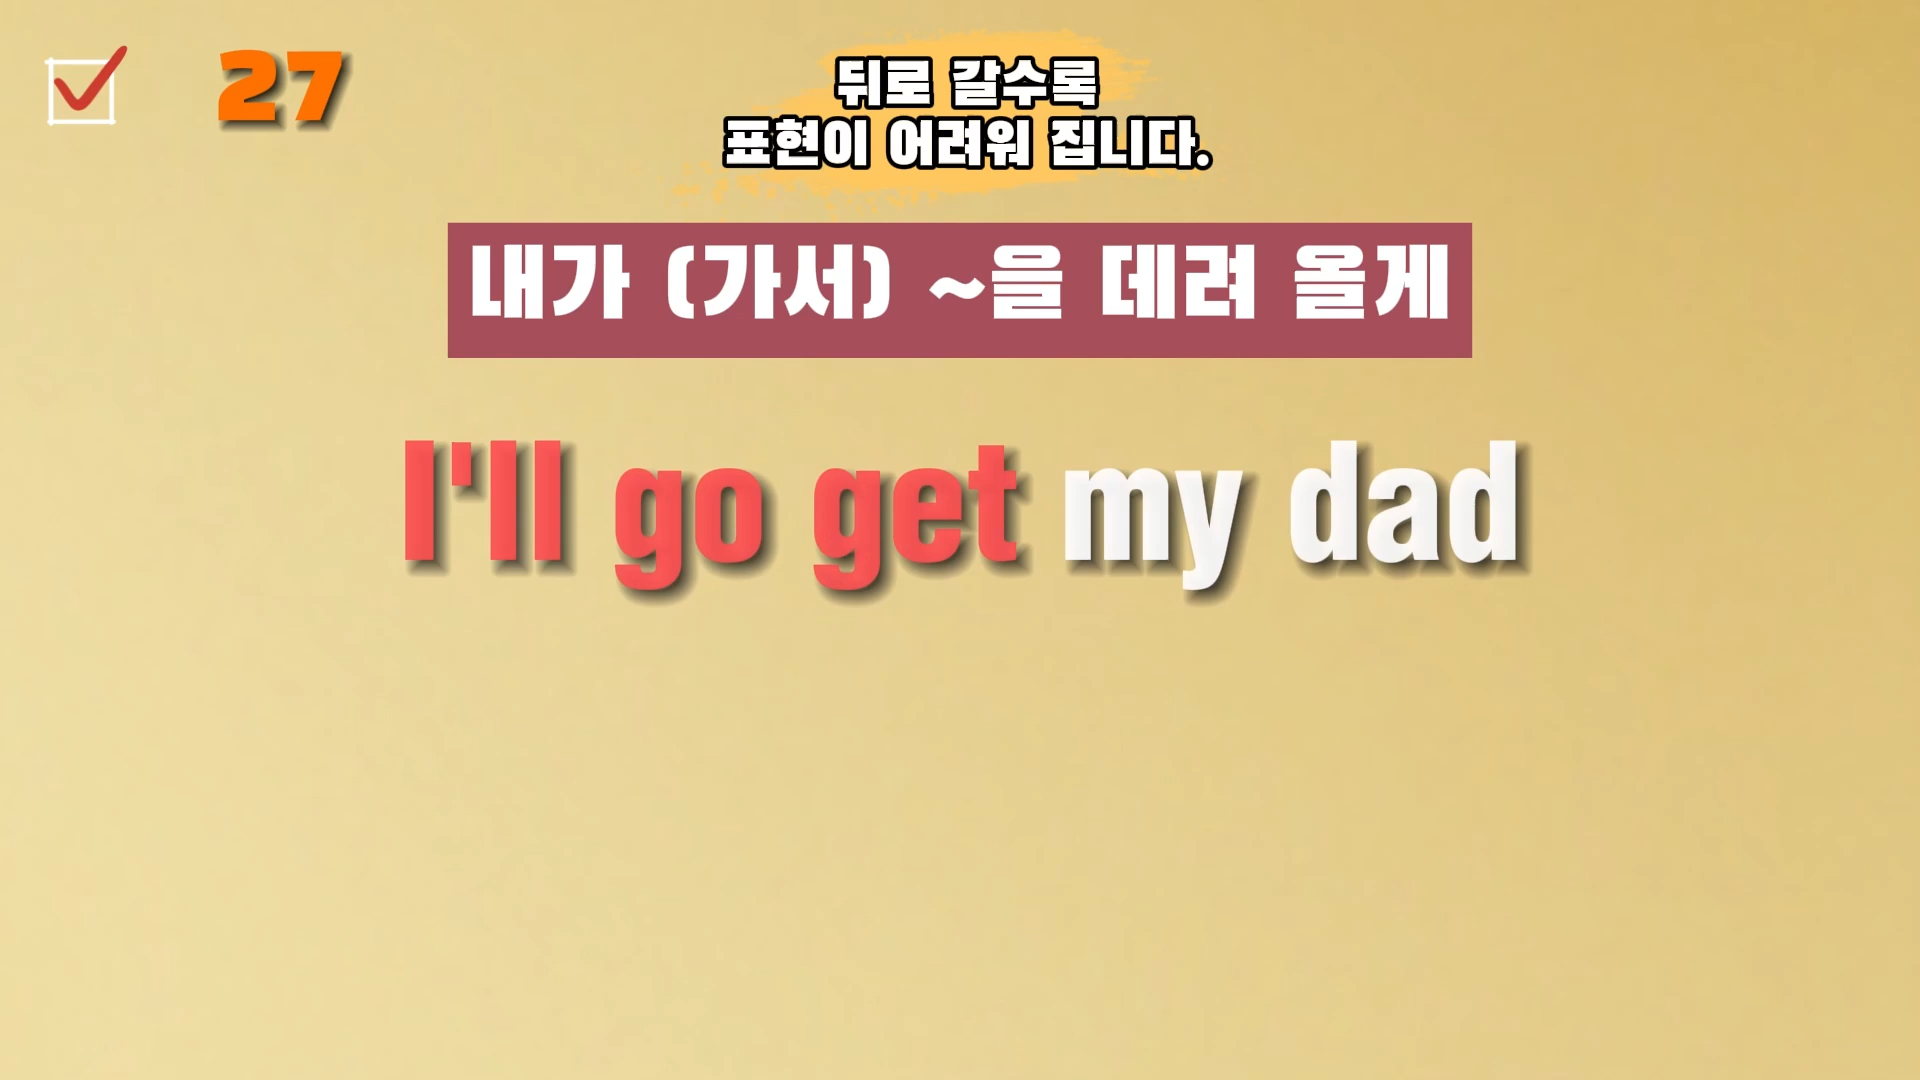 27
뒤로 갈수록
표현이 어려워 집니다.
내가 (가서) ~을 데려 올게
I'll go get my dad